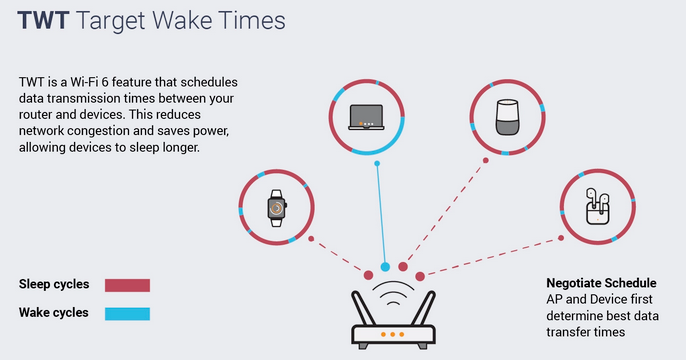 TWT Target Wake Times
TWT is a Wi-Fi 6 feature that schedules
data transmission times between your
router and devices. This reduces
network congestion and saves power,
allowing devices to sleep longer.
Sleep cycles
Wake cycles
Negotiate Schedule
AP and Device first
determine best data
transfer times